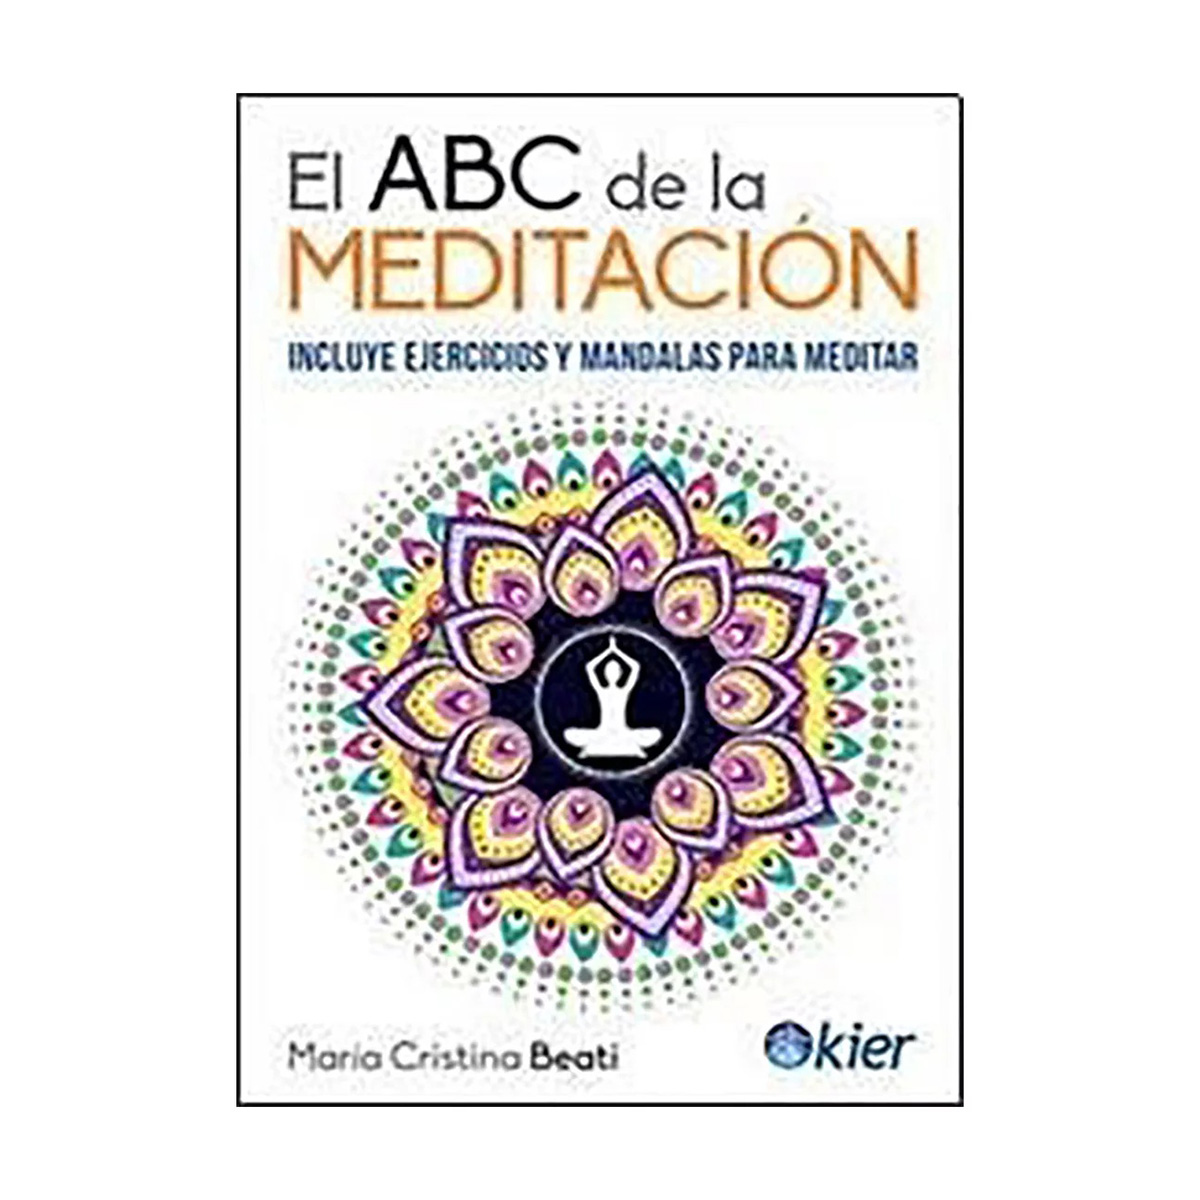 El ABC de la
MEDITACIÓN
INCLUYE EJERCICIOS Y MANDALAS PARA MEDITAR
María Cristina Beati
kier